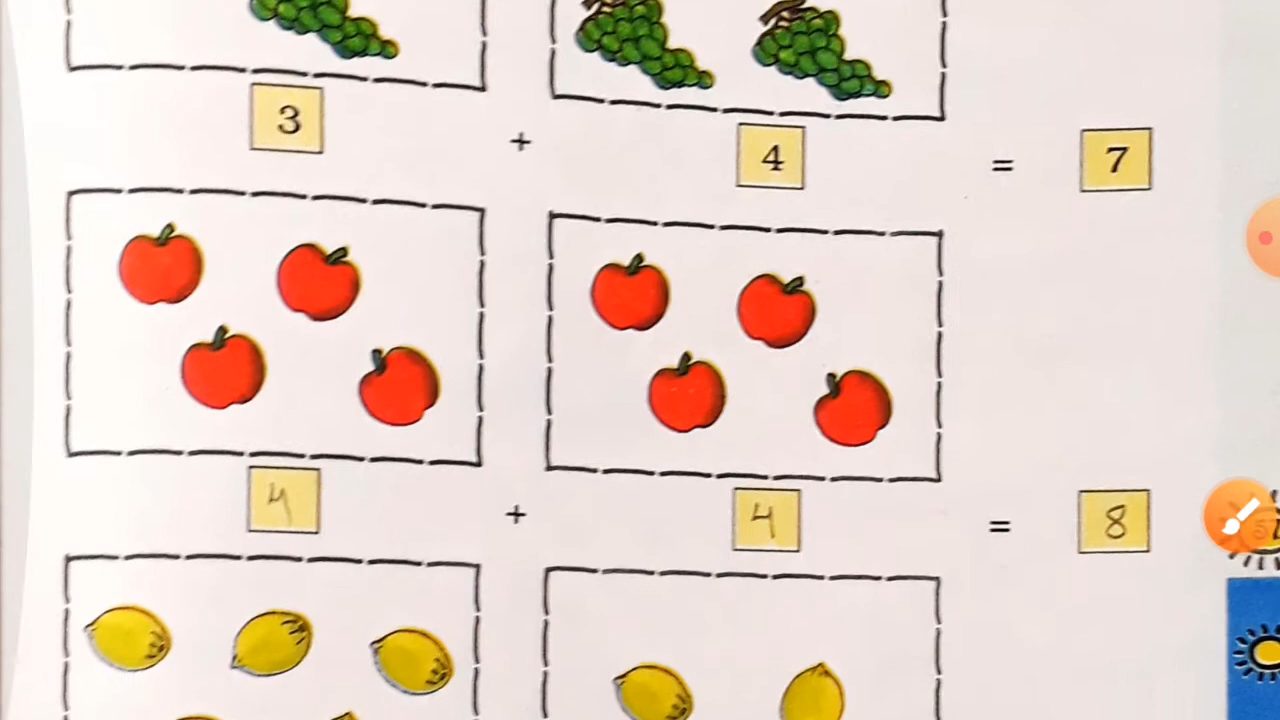 3 + 4 = 7
4 + 4 = 8